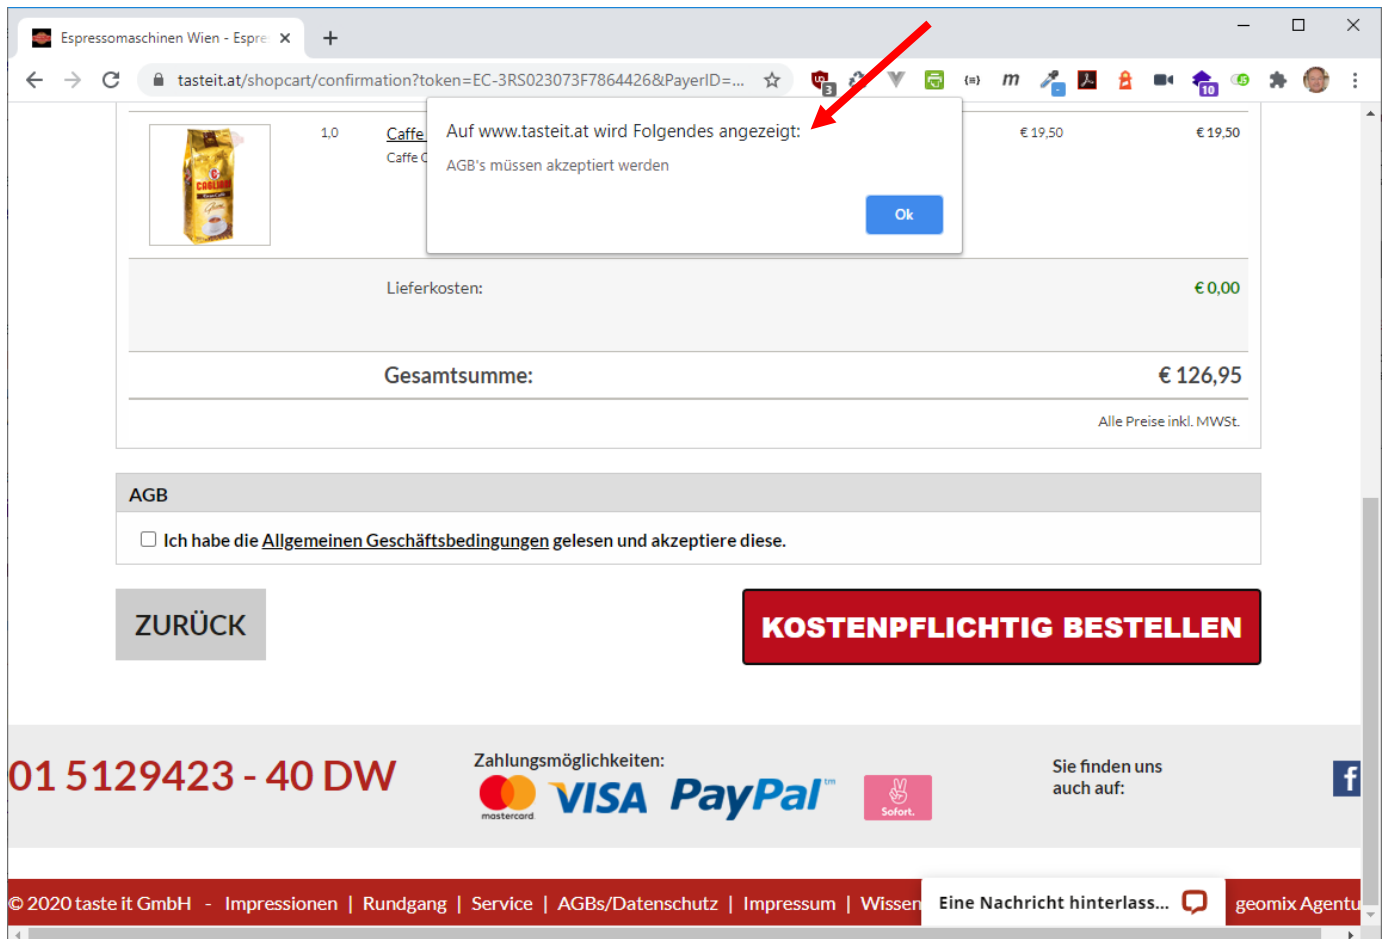 Espressomaschinen Wien - Espre
tasteit.at/shopcart/confirmation?token=EC-3RS023073F7864426&PayerID=...
3
10
Auf www.tasteit.at wird Folgendes angezeigt:
AGB's müssen akzeptiert werden
Ok
CAGLIARI
1,0
Caffe
€ 19,50
€ 19,50
Caffe
Lieferkosten:
€ 0,00
Gesamtsumme:
€ 126,95
Alle Preise inkl. MWSt.
AGB
Ich habe die Allgemeinen Geschäftsbedingungen gelesen und akzeptiere diese.
ZURÜCK
KOSTENPFLICHTIG BESTELLEN
01 5129423 - 40 DW
Zahlungsmöglichkeiten:
mastercard
VISA
PayPal™
Sofort.
Sie finden uns
auch auf:
f
© 2020 taste it GmbH - Impressionen | Rundgang | Service | AGBs/Datenschutz | Impressum | Wissen
Eine Nachricht hinterlass...
geomix Agentu